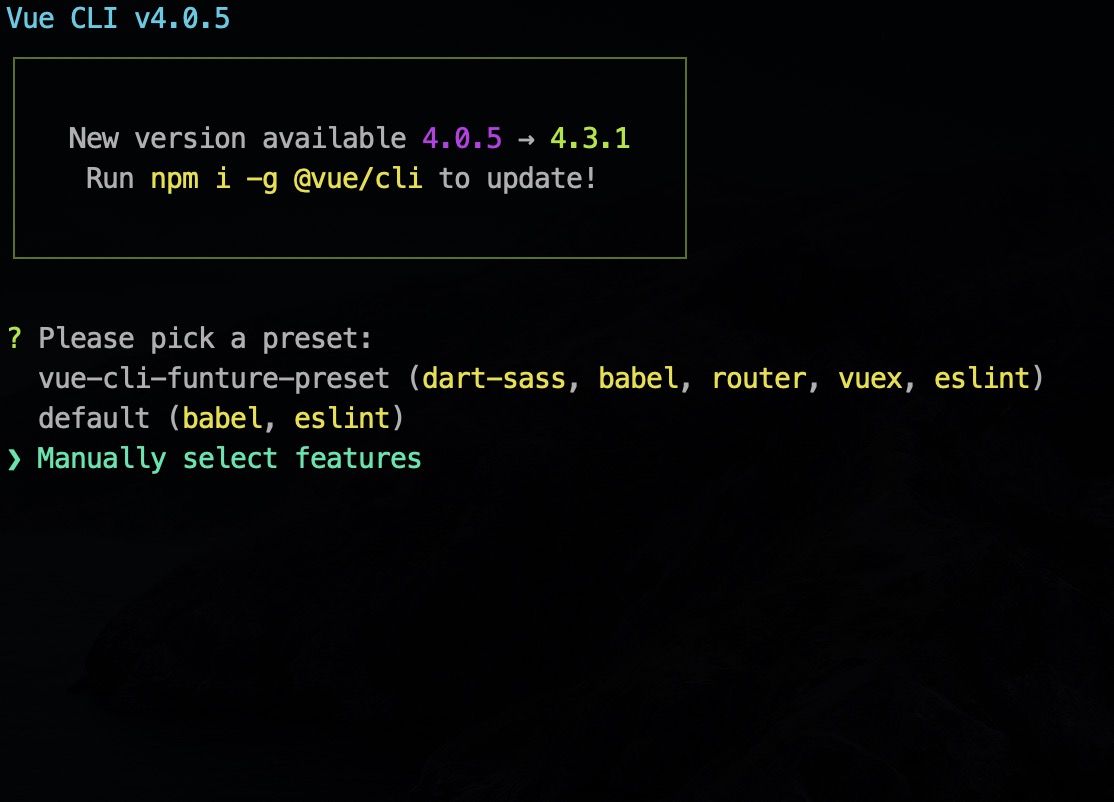 Vue CLI v4.0.5
New version available 4.0.5 → 4.3.1
Run npm i -g @vue/cli to update!
? Please pick a preset:
vue-cli-funture-preset (dart-sass, babel, router, vuex, eslint)
default (babel, eslint)
❯ Manually select features